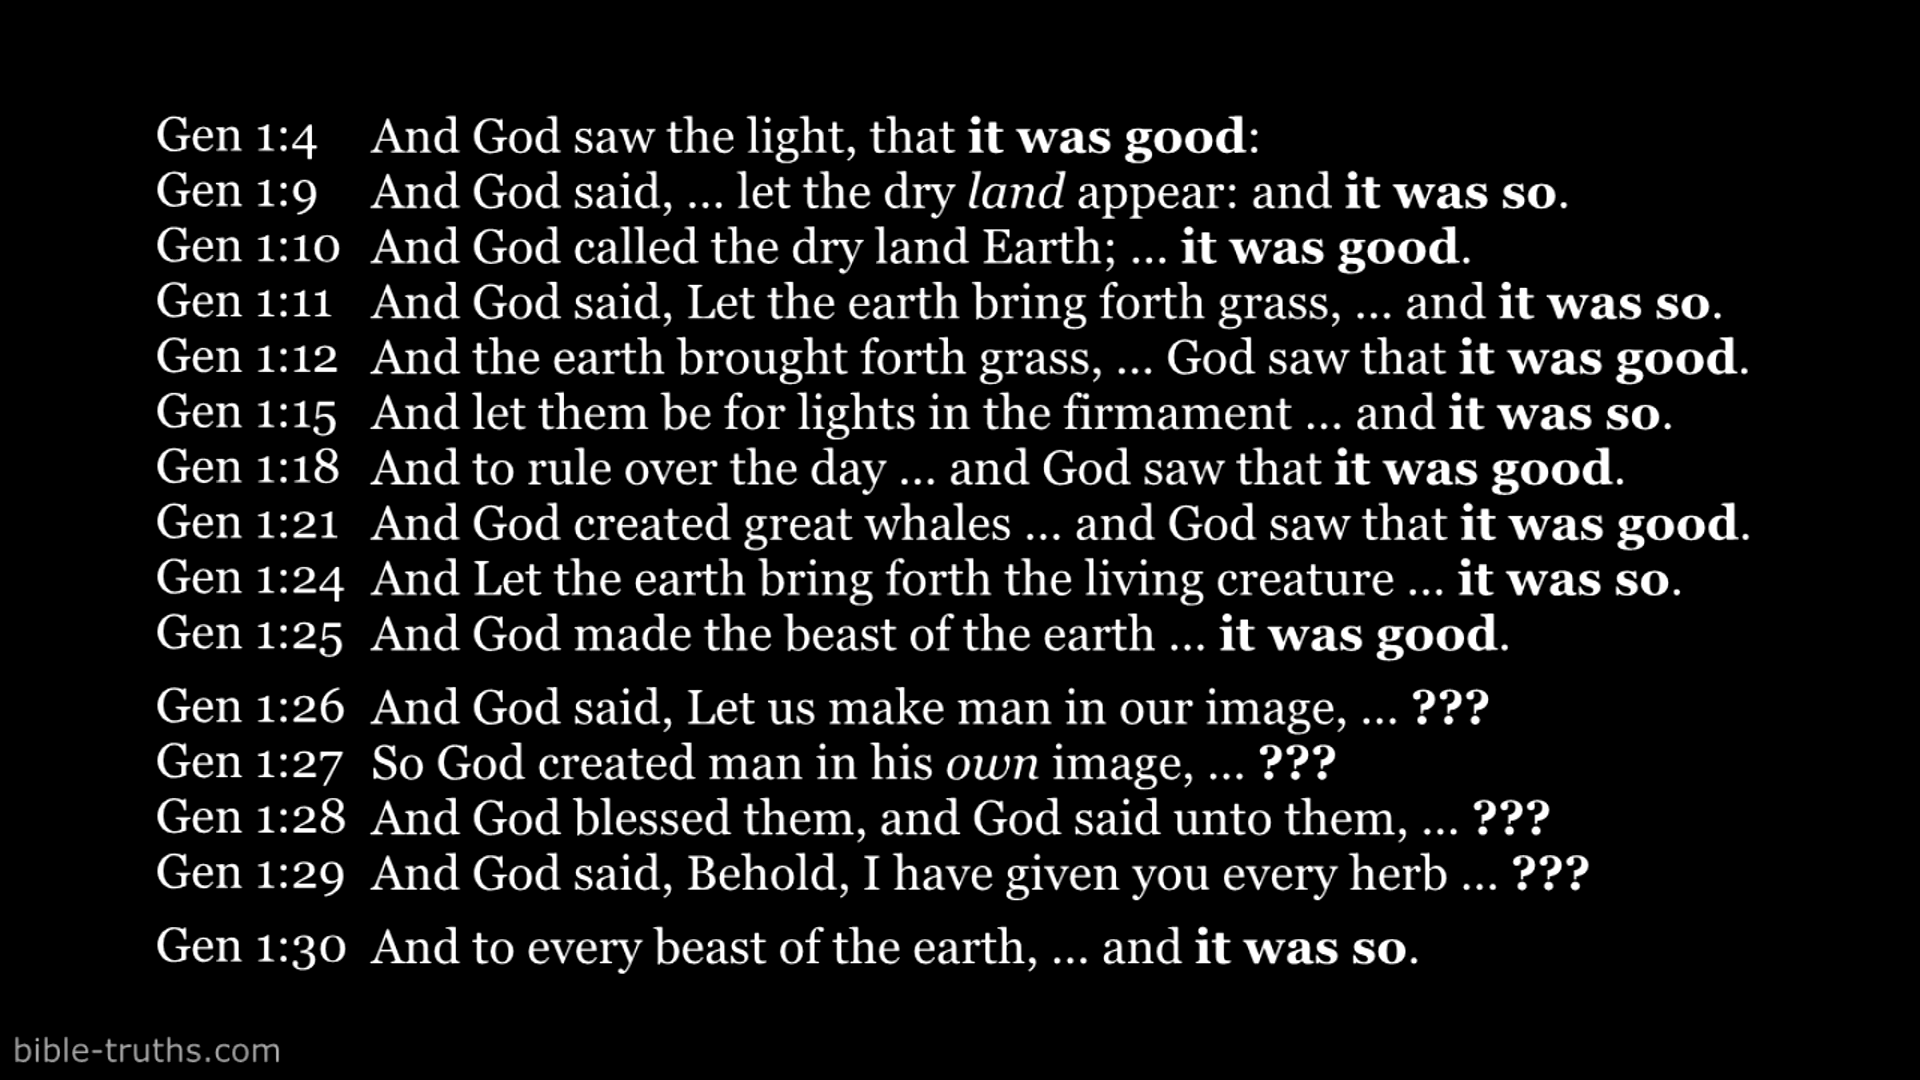 Gen 1:4 And God saw the light, that it was good:
Gen 1:9 And God said, ... let the dry land appear: and it was so.
Gen 1:10 And God called the dry land Earth; ... it was good.
Gen 1:11 And God said, Let the earth bring forth grass, ... and it was so.
Gen 1:12 And the earth brought forth grass, ... God saw that it was good.
Gen 1:15 And let them be for lights in the firmament ... and it was so.
Gen 1:18 And to rule over the day ... and God saw that it was good.
Gen 1:21 And God created great whales ... and God saw that it was good.
Gen 1:24 And Let the earth bring forth the living creature ... it was so.
Gen 1:25 And God made the beast of the earth ... it was good.
Gen 1:26 And God said, Let us make man in our image, ... ???
Gen 1:27 So God created man in his own image, ... ???
Gen 1:28 And God blessed them, and God said unto them, ... ???
Gen 1:29 And God said, Behold, I have given you every herb ... ???
Gen 1:30 And to every beast of the earth, ... and it was so.
bible-truths.com